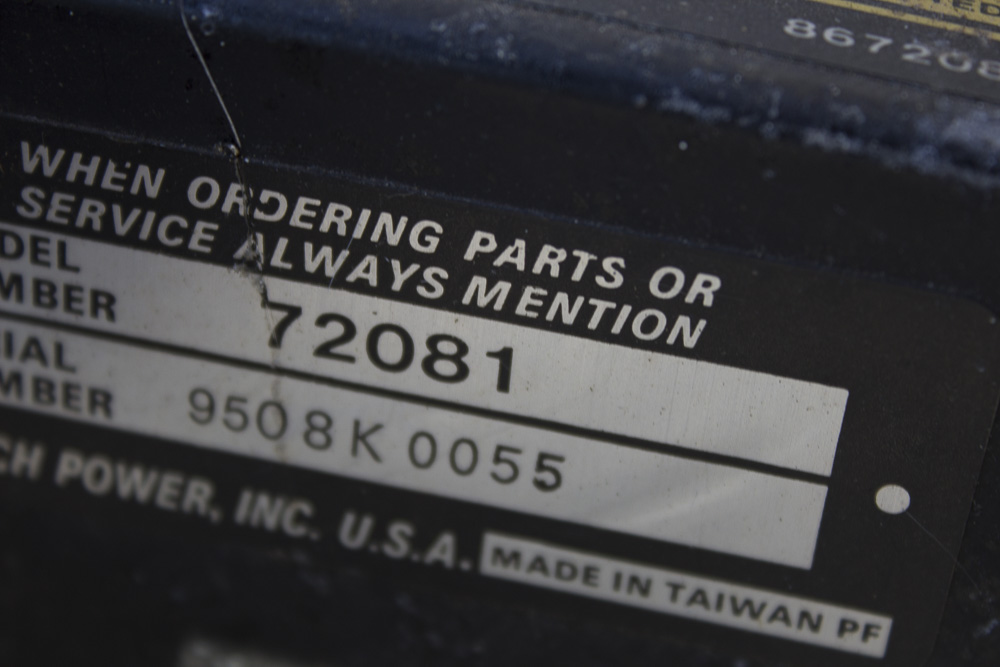 867208
WHEN ORDERING PARTS OR
SERVICE ALWAYS MENTION
DEL
MBER 72081
IAL
MBER 9508K 0055
CH POWER, INC. U.S.A. MADE IN TAIWAN PF